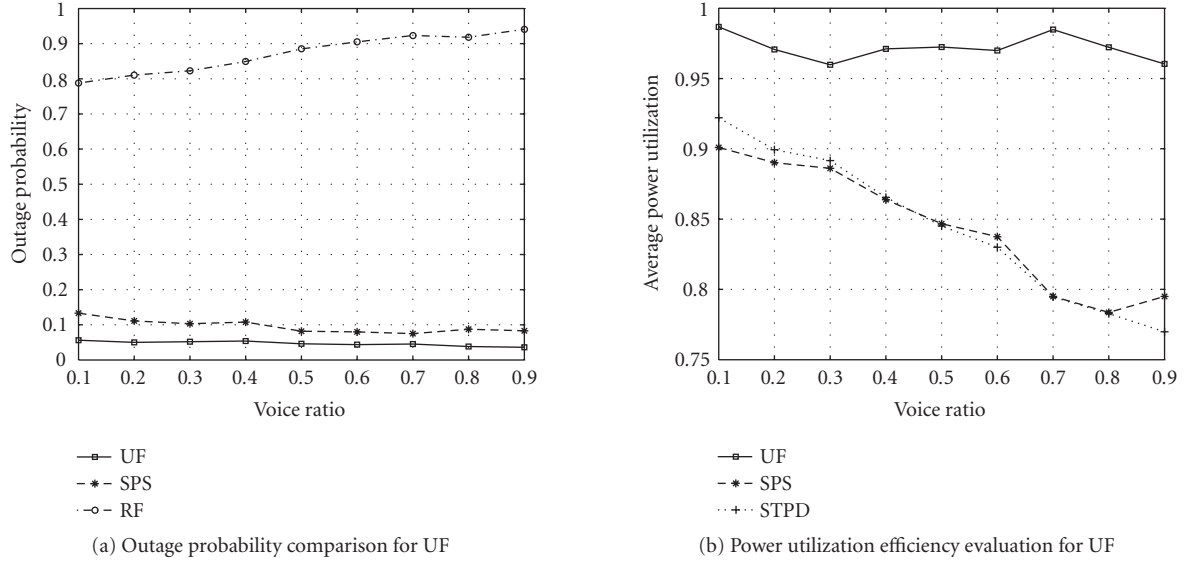 1
0.9
0.8
0.7
0.6
0.5
0.4
0.3
0.2
0.1
0
Outage probability
0.1 0.2 0.3 0.4 0.5 0.6 0.7 0.8 0.9
Voice ratio
UF
SPS
RF
(a) Outage probability comparison for UF
1
0.95
0.9
0.85
0.8
0.75
Average power utilization
0.1 0.2 0.3 0.4 0.5 0.6 0.7 0.8 0.9
Voice ratio
UF
SPS
STPD
(b) Power utilization efficiency evaluation for UF